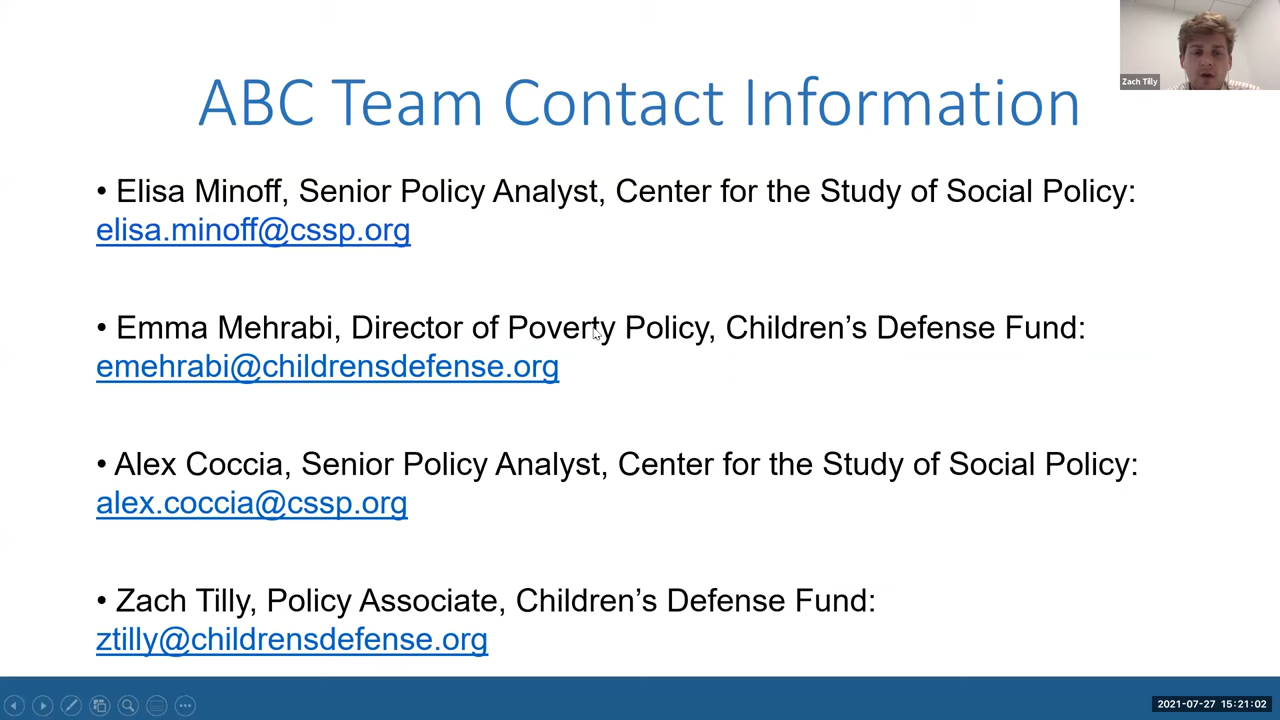 Zach Tilly
ABC Team Contact Information
• Elisa Minoff, Senior Policy Analyst, Center for the Study of Social Policy:
elisa.minoff@cssp.org
• Emma Mehrabi, Director of Poverty Policy, Children’s Defense Fund:
emehrabi@childrensdefense.org
• Alex Coccia, Senior Policy Analyst, Center for the Study of Social Policy:
alex.coccia@cssp.org
• Zach Tilly, Policy Associate, Children’s Defense Fund:
ztilly@childrensdefense.org
2021-07-27 15:21:02